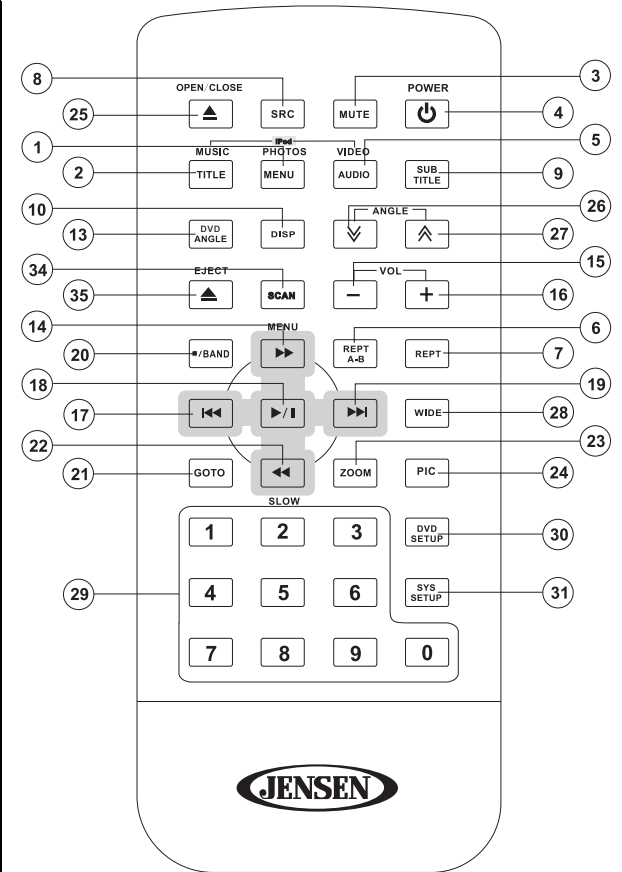 8
3
OPEN/CLOSE
POWER
25
SRC
MUTE
4
1
iPod
5
MUSIC
PHOTOS
VIDEO
2
TITLE
MENU
AUDIO
SUB
TITLE
9
10
26
ANGLE
13
DVD
ANGLE
DISP
27
34
15
EJECT
VOL
35
SCAN
−
+
16
14
MENU
6
20
■/BAND
REPT
A-B
REPT
7
18
19
17
WIDE
28
22
23
21
GOTO
ZOOM
PIC
24
SLOW
1
2
3
DVD
SETUP
30
29
4
5
6
SYS
SETUP
31
7
8
9
0
JENSEN